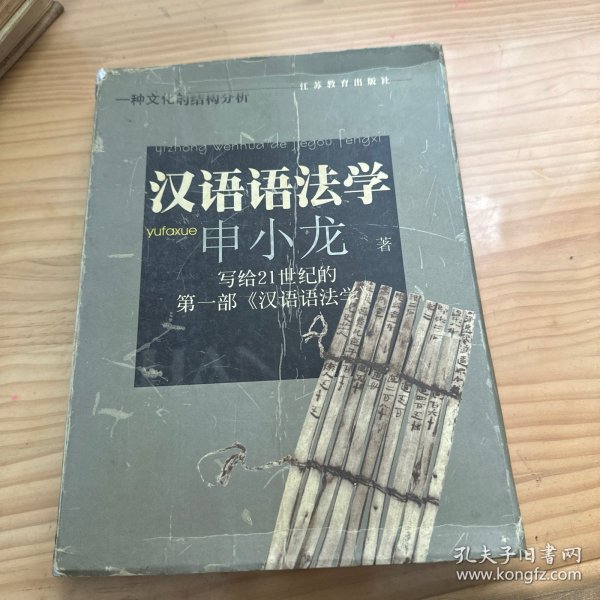 江苏教育出版社
一种文化的结构分析
yizhong wenhua de jiegou fengxi
汉语语法学
yufaxue
申小龙 著
写给21世纪的
第一部《汉语语法学
孔夫子旧书网
www.kongfz.com